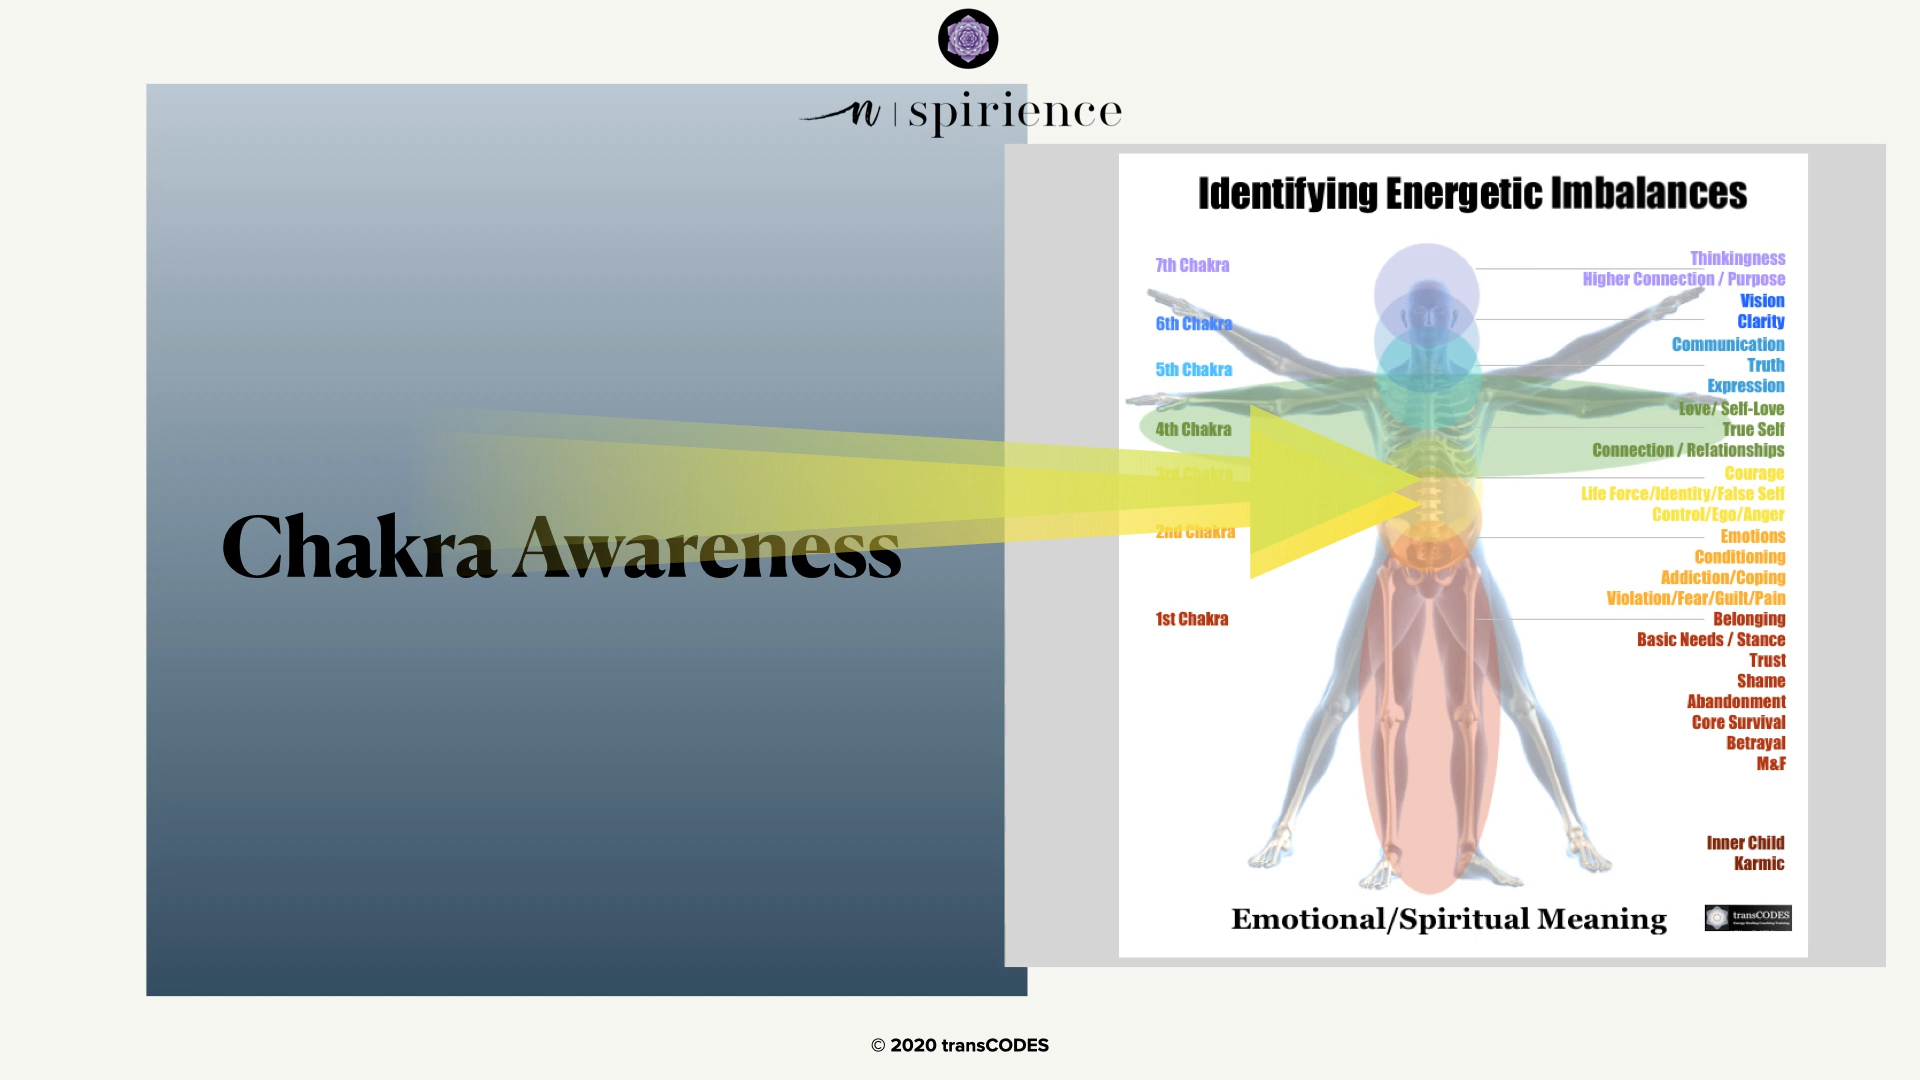 n | spirience
Identifying Energetic Imbalances
7th Chakra
6th Chakra
5th Chakra
4th Chakra
3rd Chakra
2nd Chakra
1st Chakra
Thinkingness
Higher Connection / Purpose
Vision
Clarity
Communication
Truth
Expression
Love/ Self-Love
True Self
Connection / Relationships
Courage
Life Force/Identity/False Self
Control/Ego/Anger
Emotions
Conditioning
Addiction/Coping
Violation/Fear/Guilt/Pain
Belonging
Basic Needs / Stance
Trust
Shame
Abandonment
Core Survival
Betrayal
M&F
Inner Child
Karmic
Chakra Awareness
Emotional/Spiritual Meaning
transCODES
© 2020 transCODES